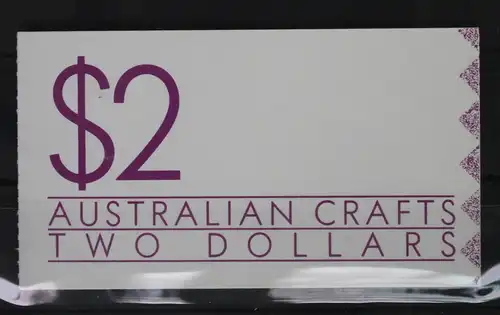 $2
AUSTRALIAN CRAFTS
TWO DOLLARS